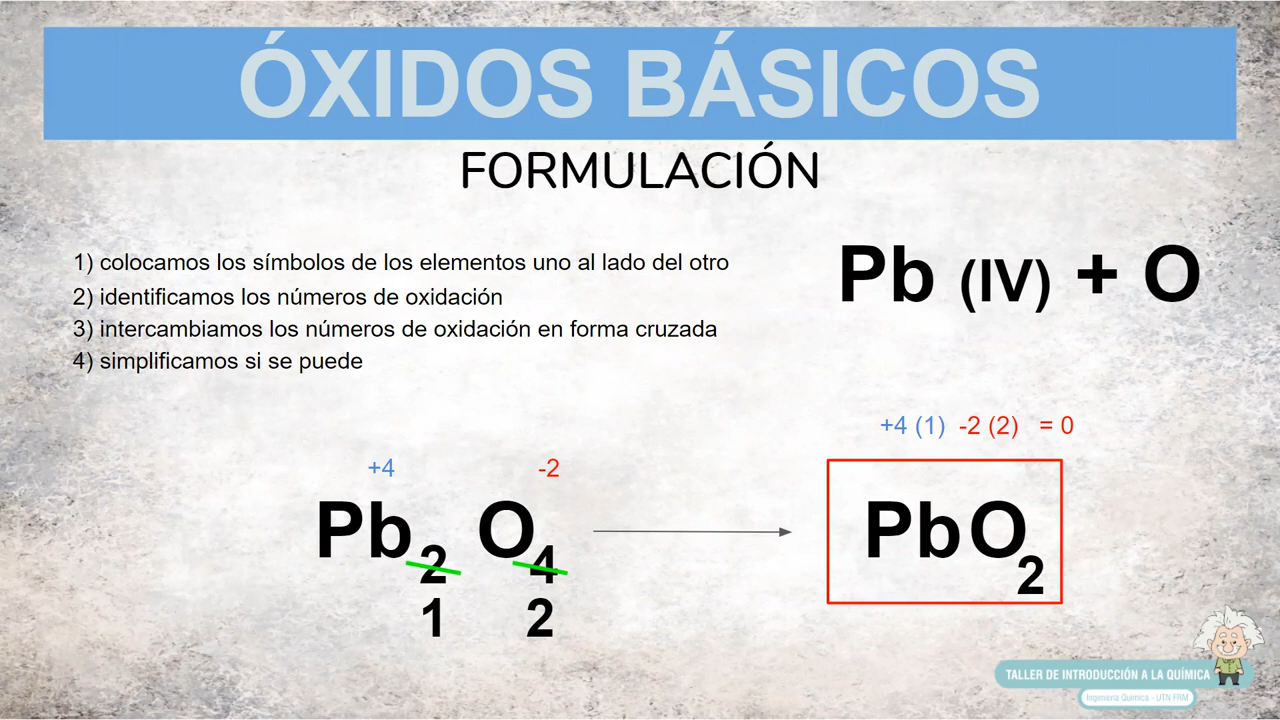 ÓXIDOS BÁSICOS
FORMULACIÓN
1) colocamos los símbolos de los elementos uno al lado del otro
2) identificamos los números de oxidación
3) intercambiamos los números de oxidación en forma cruzada
4) simplificamos si se puede
Pb (IV) + O
+4 (1) -2 (2) = 0
+4 -2
Pb2 O4
1 2
PbO2
TALLER DE INTRODUCCIÓN A LA QUÍMICA
Ingeniería Química - UTN FRM